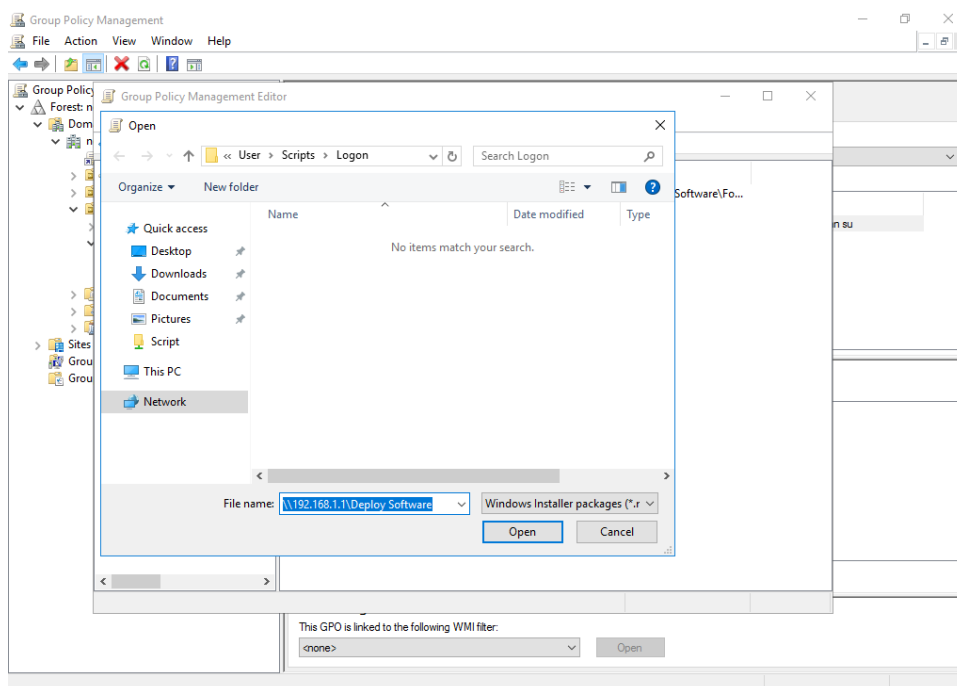 Group Policy Management
File Action View Window Help
Group Policy
Forest: n
Dom
n
Sites
Grou
Grou
Group Policy Management Editor
Open
« User > Scripts > Logon
Search Logon
Organize
New folder
Name
Date modified
Type
No items match your search.
Quick access
Desktop
Downloads
Documents
Pictures
Script
This PC
Network
Software\Fo...
n su
File name:
\\192.168.1.1\Deploy Software
Windows Installer packages (*.r
Open
Cancel
This GPO is linked to the following WMI filter:
<none>
Open